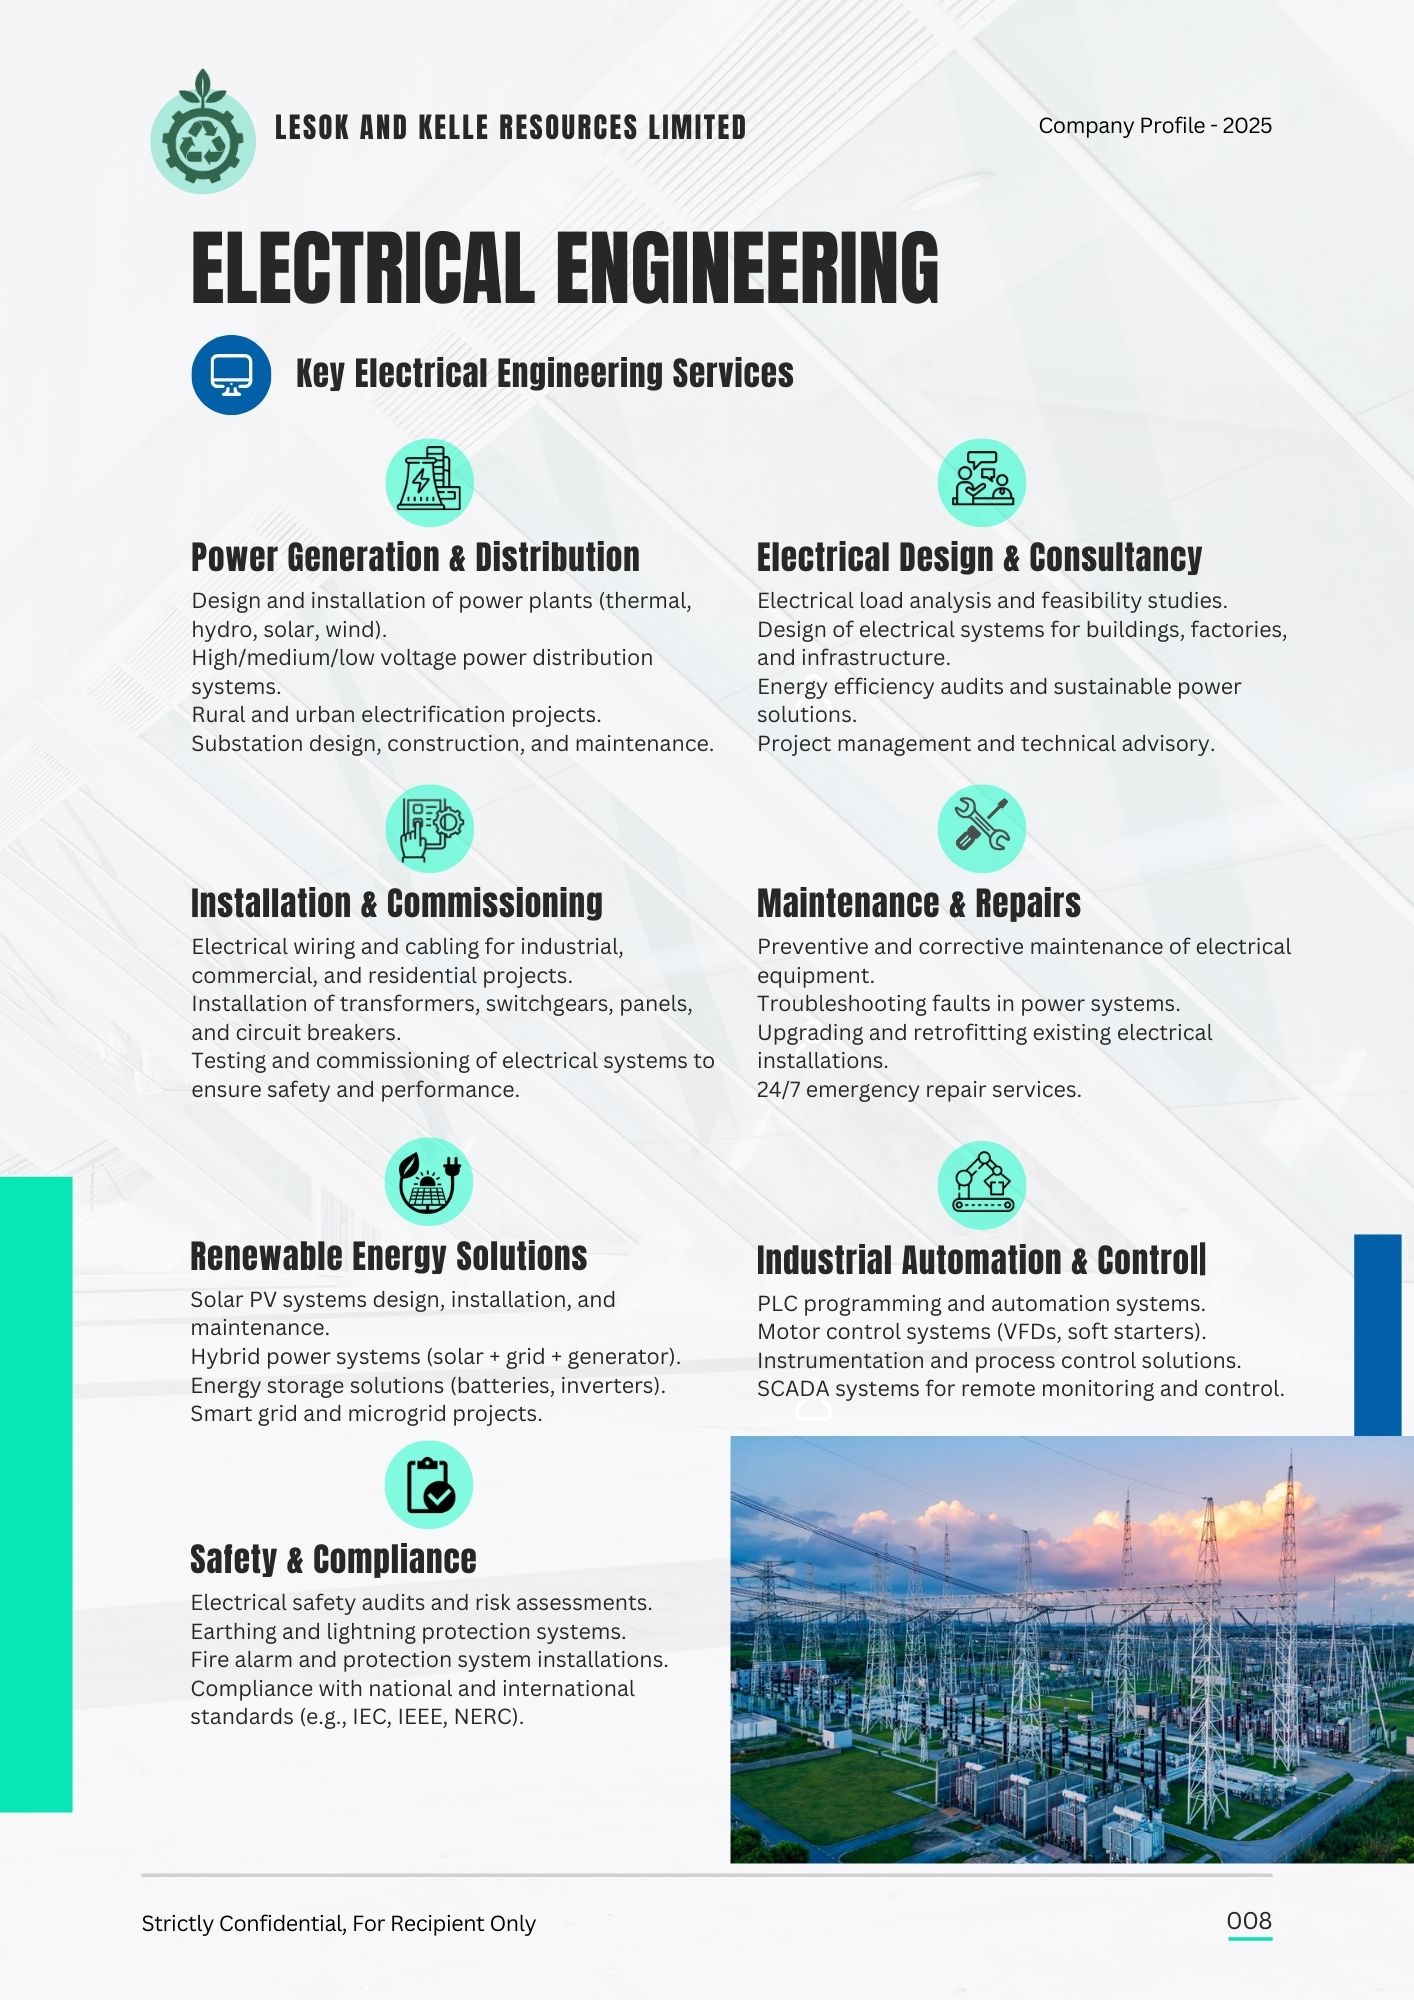 LESOK AND KELLE RESOURCES LIMITED
Company Profile - 2025
ELECTRICAL ENGINEERING
Key Electrical Engineering Services
Power Generation & Distribution
Design and installation of power plants (thermal,
hydro, solar, wind).
High/medium/low voltage power distribution
systems.
Rural and urban electrification projects.
Substation design, construction, and maintenance.
Electrical Design & Consultancy
Electrical load analysis and feasibility studies.
Design of electrical systems for buildings, factories,
and infrastructure.
Energy efficiency audits and sustainable power
solutions.
Project management and technical advisory.
Installation & Commissioning
Electrical wiring and cabling for industrial,
commercial, and residential projects.
Installation of transformers, switchgears, panels,
and circuit breakers.
Testing and commissioning of electrical systems to
ensure safety and performance.
Maintenance & Repairs
Preventive and corrective maintenance of electrical
equipment.
Troubleshooting faults in power systems.
Upgrading and retrofitting existing electrical
installations.
24/7 emergency repair services.
Renewable Energy Solutions
Solar PV systems design, installation, and
maintenance.
Hybrid power systems (solar + grid + generator).
Energy storage solutions (batteries, inverters).
Smart grid and microgrid projects.
Industrial Automation & Control|
PLC programming and automation systems.
Motor control systems (VFDs, soft starters).
Instrumentation and process control solutions.
SCADA systems for remote monitoring and control.
Safety & Compliance
Electrical safety audits and risk assessments.
Earthing and lightning protection systems.
Fire alarm and protection system installations.
Compliance with national and international
standards (e.g., IEC, IEEE, NERC).
Strictly Confidential, For Recipient Only
008